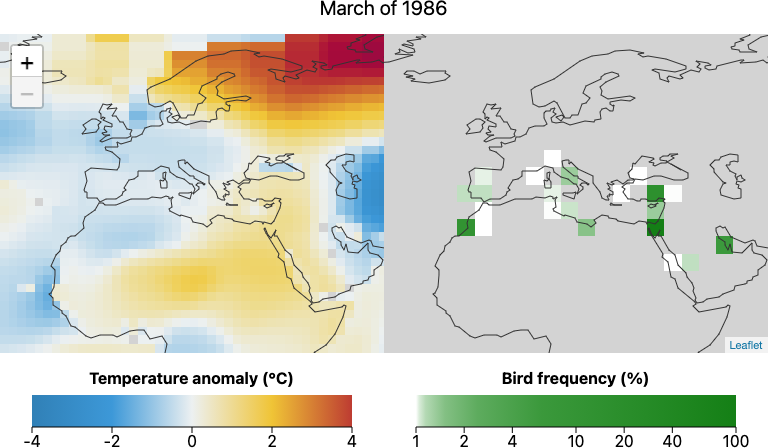 March of 1986
+
−
Leaflet
Temperature anomaly (°C)
-4 -2 0 2 4
Bird frequency (%)
1 2 4 10 20 40 100